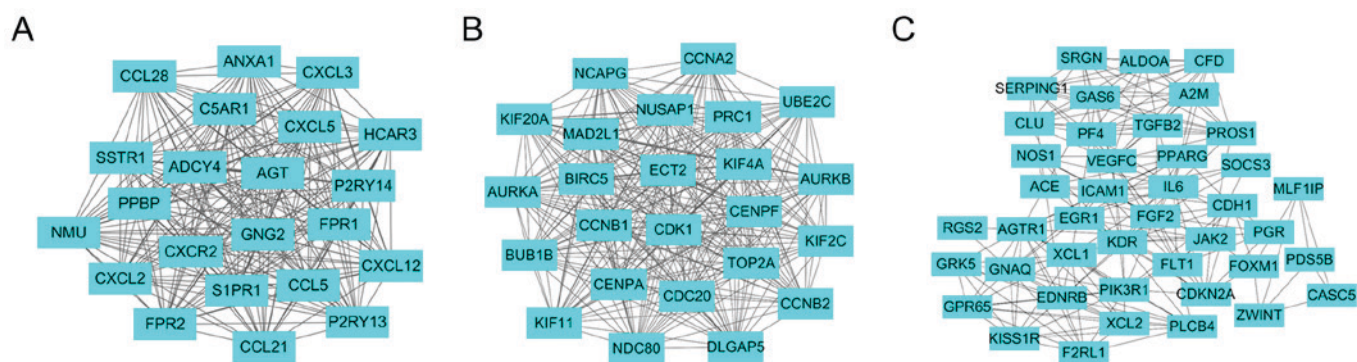 A
CCL28
ANXA1
CXCL3
C5AR1
CXCL5
HCAR3
SSTR1
ADCY4
AGT
P2RY14
PPBP
NMU
GNG2
FPR1
CXCR2
CXCL2
CXCL12
S1PR1
CCL5
FPR2
P2RY13
CCL21
B
NCAPG
CCNA2
UBE2C
NUSAP1
PRC1
KIF20A
MAD2L1
ECT2
KIF4A
BIRC5
AURKA
AURKB
CENPF
CCNB1
CDK1
KIF2C
BUB1B
TOP2A
CENPA
CDC20
CCNB2
KIF11
NDC80
DLGAP5
C
SRGN
ALDOA
CFD
SERPING1
GAS6
A2M
CLU
PF4
TGFB2
PROS1
NOS1
VEGFC
PPARG
SOCS3
ACE
ICAM1
IL6
MLF1IP
CDH1
EGR1
FGF2
RGS2
AGTR1
KDR
JAK2
PGR
XCL1
GRK5
GNAQ
FLT1
FOXM1
PDS5B
GPR65
EDNRB
PIK3R1
CDKN2A
CASC5
ZWINT
XCL2
PLCB4
KISS1R
F2RL1